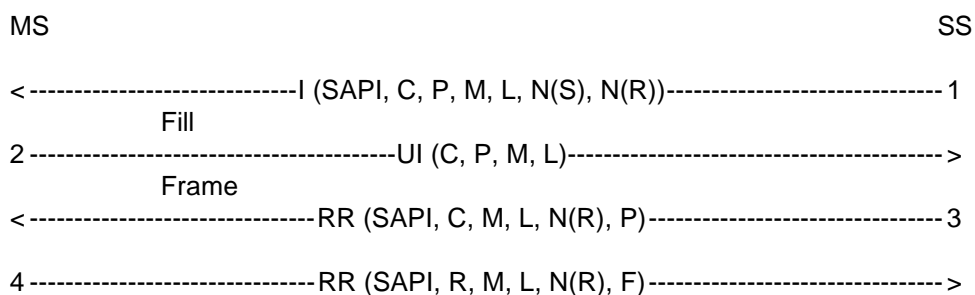 MS SS
<------------------------------I (SAPI, C, P, M, L, N(S), N(R))------------------------------- 1
Fill
2 -----------------------------------------UI (C, P, M, L)------------------------------------------ >
Frame
<--------------------------------RR (SAPI, C, M, L, N(R), P)--------------------------------- 3
4 --------------------------------RR (SAPI, R, M, L, N(R), F)--------------------------------- >